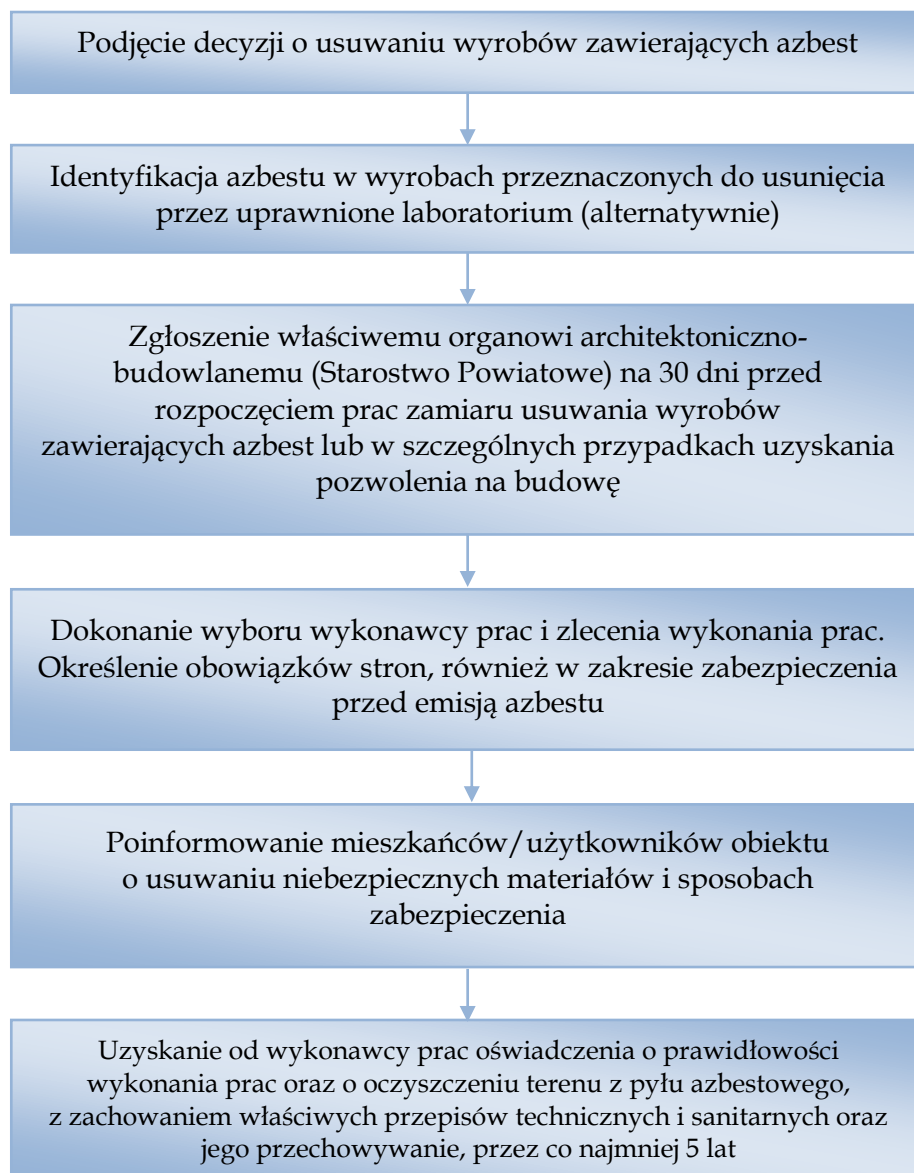 Podjęcie decyzji o usuwaniu wyrobów zawierających azbest
Identyfikacja azbestu w wyrobach przeznaczonych do usunięcia
przez uprawnione laboratorium (alternatywnie)
Zgłoszenie właściwemu organowi architektoniczno-
budowlanemu (Starostwo Powiatowe) na 30 dni przed
rozpoczęciem prac zamiaru usuwania wyrobów
zawierających azbest lub w szczególnych przypadkach uzyskania
pozwolenia na budowę
Dokonanie wyboru wykonawcy prac i zlecenia wykonania prac.
Określenie obowiązków stron, również w zakresie zabezpieczenia
przed emisją azbestu
Poinformowanie mieszkańców/użytkowników obiektu
o usuwaniu niebezpiecznych materiałów i sposobach
zabezpieczenia
Uzyskanie od wykonawcy prac oświadczenia o prawidłowości
wykonania prac oraz o oczyszczeniu terenu z pyłu azbestowego,
z zachowaniem właściwych przepisów technicznych i sanitarnych oraz
jego przechowywanie, przez co najmniej 5 lat